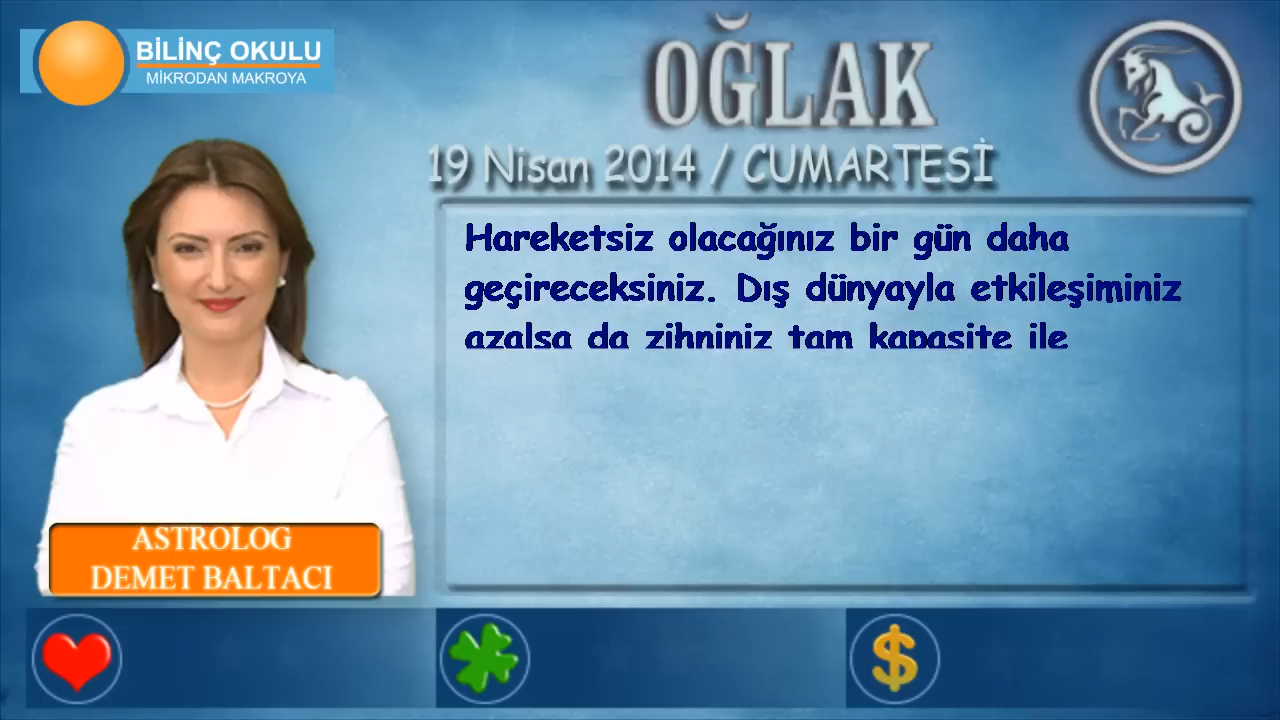 BİLİNÇ OKULU
MİKRODAN MAKROYA
OĞLAK
19 Nisan 2014 / CUMARTESİ
Hareketsiz olacağınız bir gün daha
geçireceksiniz. Dış dünyayla etkileşiminiz
azalsa da zihniniz tam kapasite ile
ASTROLOG
DEMET BALTACI
$